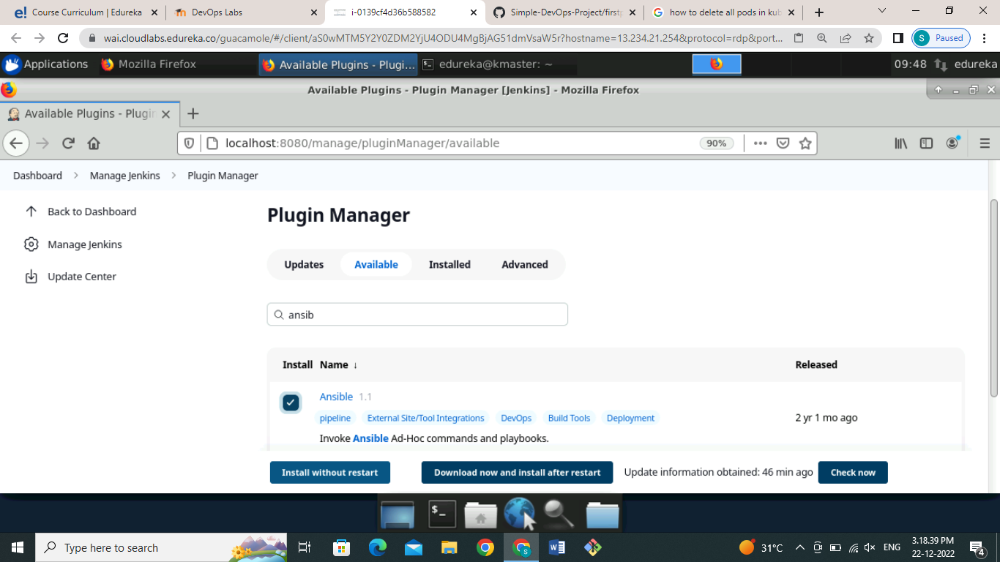 e! Course Curriculum | Edureka
DevOps Labs
i-0139cf4d36b588582
Simple-DevOps-Project/firstp
how to delete all pods in kub
wai.cloudlabs.edureka.co/guacamole/#/client/aS0wMTM5Y2Y0ZDM2YjU4ODU4MgBjAG51dmVsaW5r?hostname=13.234.21.254&protocol=rdp&port...
S Paused
Applications
Mozilla Firefox
Available Plugins - Plugi...
edureka@kmaster: ~
09:48
edureka
Available Plugins - Plugin Manager [Jenkins] - Mozilla Firefox
Available Plugins - Plugin
localhost:8080/manage/pluginManager/available
90%
Dashboard
Manage Jenkins
Plugin Manager
Back to Dashboard
Manage Jenkins
Update Center
Plugin Manager
Updates
Available
Installed
Advanced
ansib
Install Name ↓ Released
Ansible 1.1
pipeline External Site/Tool Integrations DevOps Build Tools Deployment
2 yr 1 mo ago
Invoke Ansible Ad-Hoc commands and playbooks.
Install without restart
Download now and install after restart
Update information obtained: 46 min ago
Check now
Type here to search
31°C
ENG
3.18.39 PM
22-12-2022
4